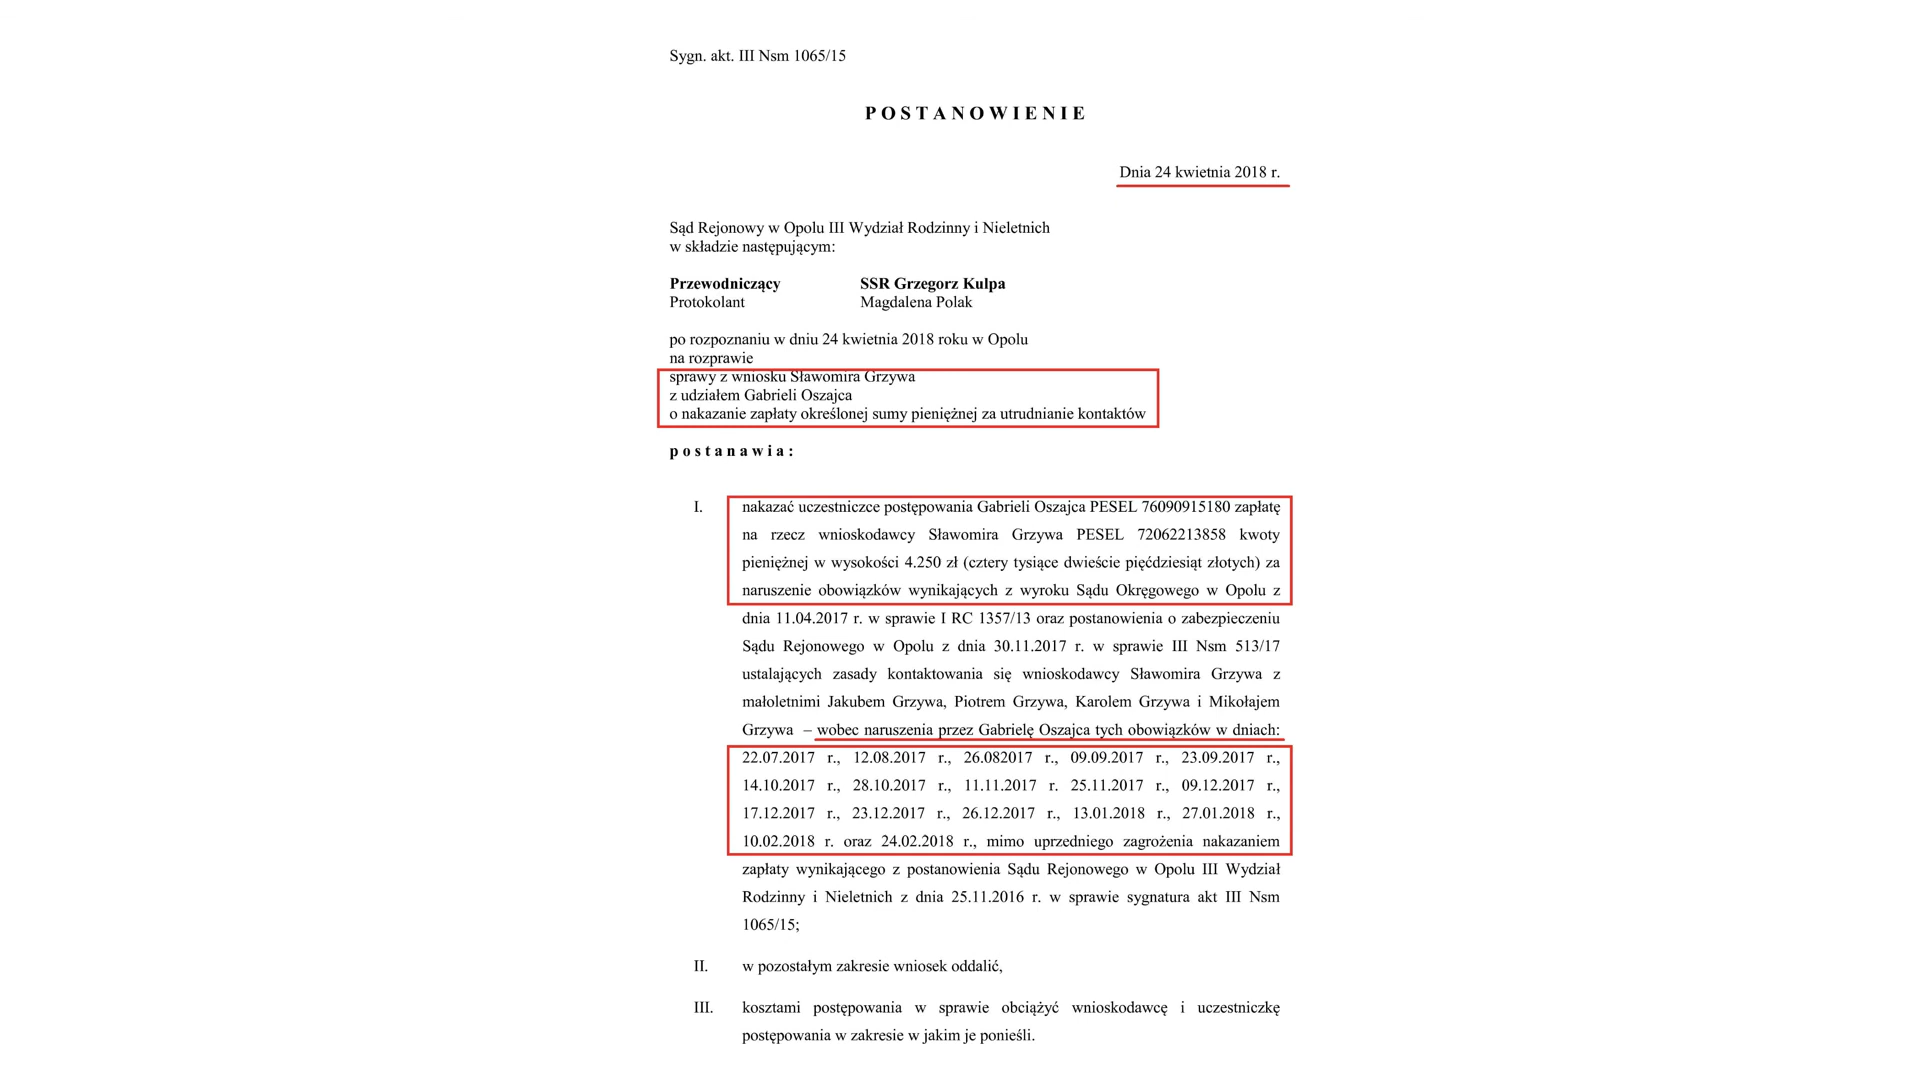 Sygn. akt. III Nsm 1065/15
POSTANOWIENIE
Dnia 24 kwietnia 2018 r.
Sąd Rejonowy w Opolu III Wydział Rodzinny i Nieletnich
w składzie następującym:
Przewodniczący SSR Grzegorz Kulpa
Protokolant Magdalena Polak
po rozpoznaniu w dniu 24 kwietnia 2018 roku w Opolu
na rozprawie
sprawy z wniosku Sławomira Grzywa
z udziałem Gabrieli Oszajca
o nakazanie zapłaty określonej sumy pieniężnej za utrudnianie kontaktów
postanawia:
I. nakazać uczestniczce postępowania Gabrieli Oszajca PESEL 76090915180 zapłatę
na rzecz wnioskodawcy Sławomira Grzywa PESEL 72062213858 kwoty
pieniężnej w wysokości 4.250 zł (cztery tysiące dwieście pięćdziesiąt złotych) za
naruszenie obowiązków wynikających z wyroku Sądu Okręgowego w Opolu z
dnia 11.04.2017 r. w sprawie I RC 1357/13 oraz postanowienia o zabezpieczeniu
Sądu Rejonowego w Opolu z dnia 30.11.2017 r. w sprawie III Nsm 513/17
ustalających zasady kontaktowania się wnioskodawcy Sławomira Grzywa z
małoletnimi Jakubem Grzywa, Piotrem Grzywa, Karolem Grzywa i Mikołajem
Grzywa – wobec naruszenia przez Gabrielę Oszajca tych obowiązków w dniach:
22.07.2017 r., 12.08.2017 r., 26.082017 r., 09.09.2017 r., 23.09.2017 r.,
14.10.2017 r., 28.10.2017 r., 11.11.2017 r. 25.11.2017 r., 09.12.2017 r.,
17.12.2017 r., 23.12.2017 r., 26.12.2017 r., 13.01.2018 r., 27.01.2018 r.,
10.02.2018 r. oraz 24.02.2018 r., mimo uprzedniego zagrożenia nakazaniem
zapłaty wynikającego z postanowienia Sądu Rejonowego w Opolu III Wydział
Rodzinny i Nieletnich z dnia 25.11.2016 r. w sprawie sygnatura akt III Nsm
1065/15;
II. w pozostałym zakresie wniosek oddalić,
III. kosztami postępowania w sprawie obciążyć wnioskodawcę i uczestniczkę
postępowania w zakresie w jakim je ponieśli.